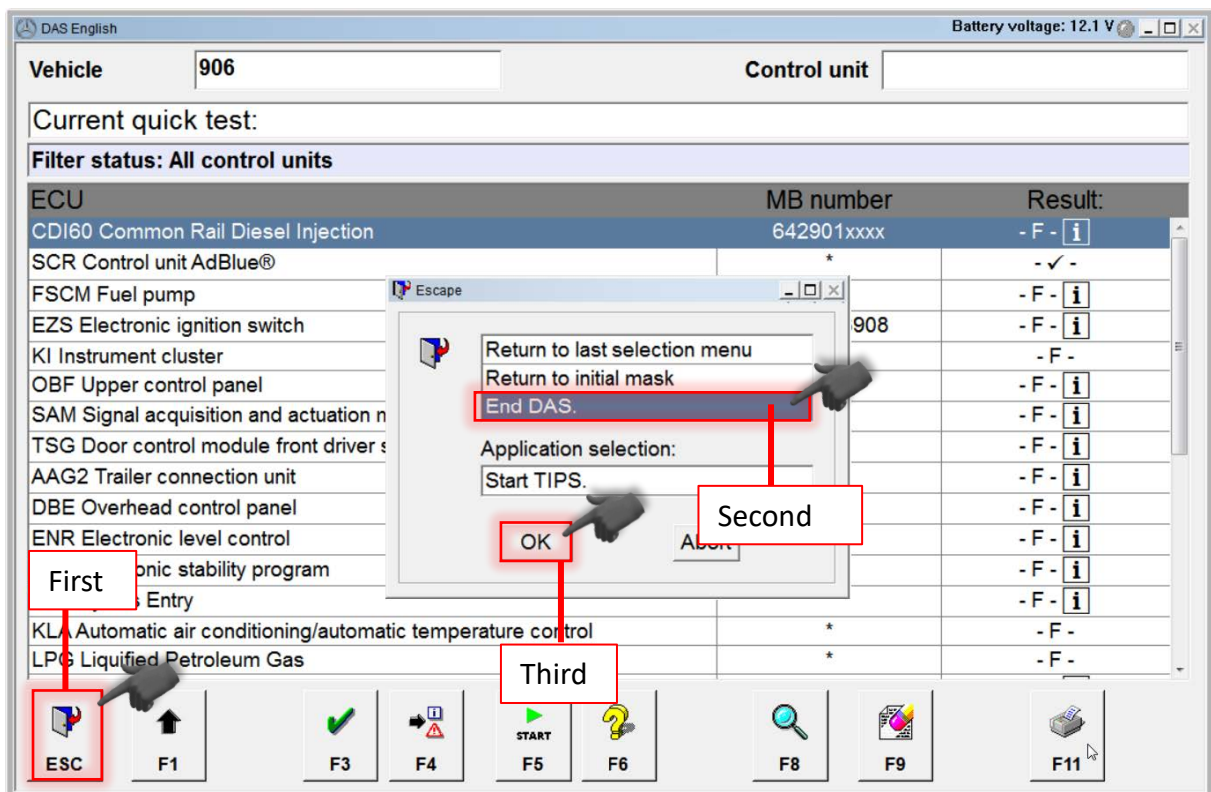 DAS English Battery voltage: 12.1 V
Vehicle 906 Control unit
Current quick test:
Filter status: All control units
ECU MB number Result:
CDI60 Common Rail Diesel Injection 642901xxxx - F - i
SCR Control unit AdBlue® * - ✓ -
FSCM Fuel pump - F - i
EZS Electronic ignition switch 908 - F - i
KI Instrument cluster - F -
OBF Upper control panel - F - i
SAM Signal acquisition and actuation - F - i
TSG Door control module front driver - F - i
AAG2 Trailer connection unit - F - i
DBE Overhead control panel - F - i
ENR Electronic level control - F - i
stability program - F - i
Entry - F - i
KLA Automatic air conditioning/automatic temperature control * - F -
LPG Liquified Petroleum Gas * - F -
Escape
Return to last selection menu
Return to initial mask
End DAS.
Application selection:
Start TIPS.
OK
First
Second
Third
START
ESC F1 F3 F4 F5 F6 F8 F9 F11